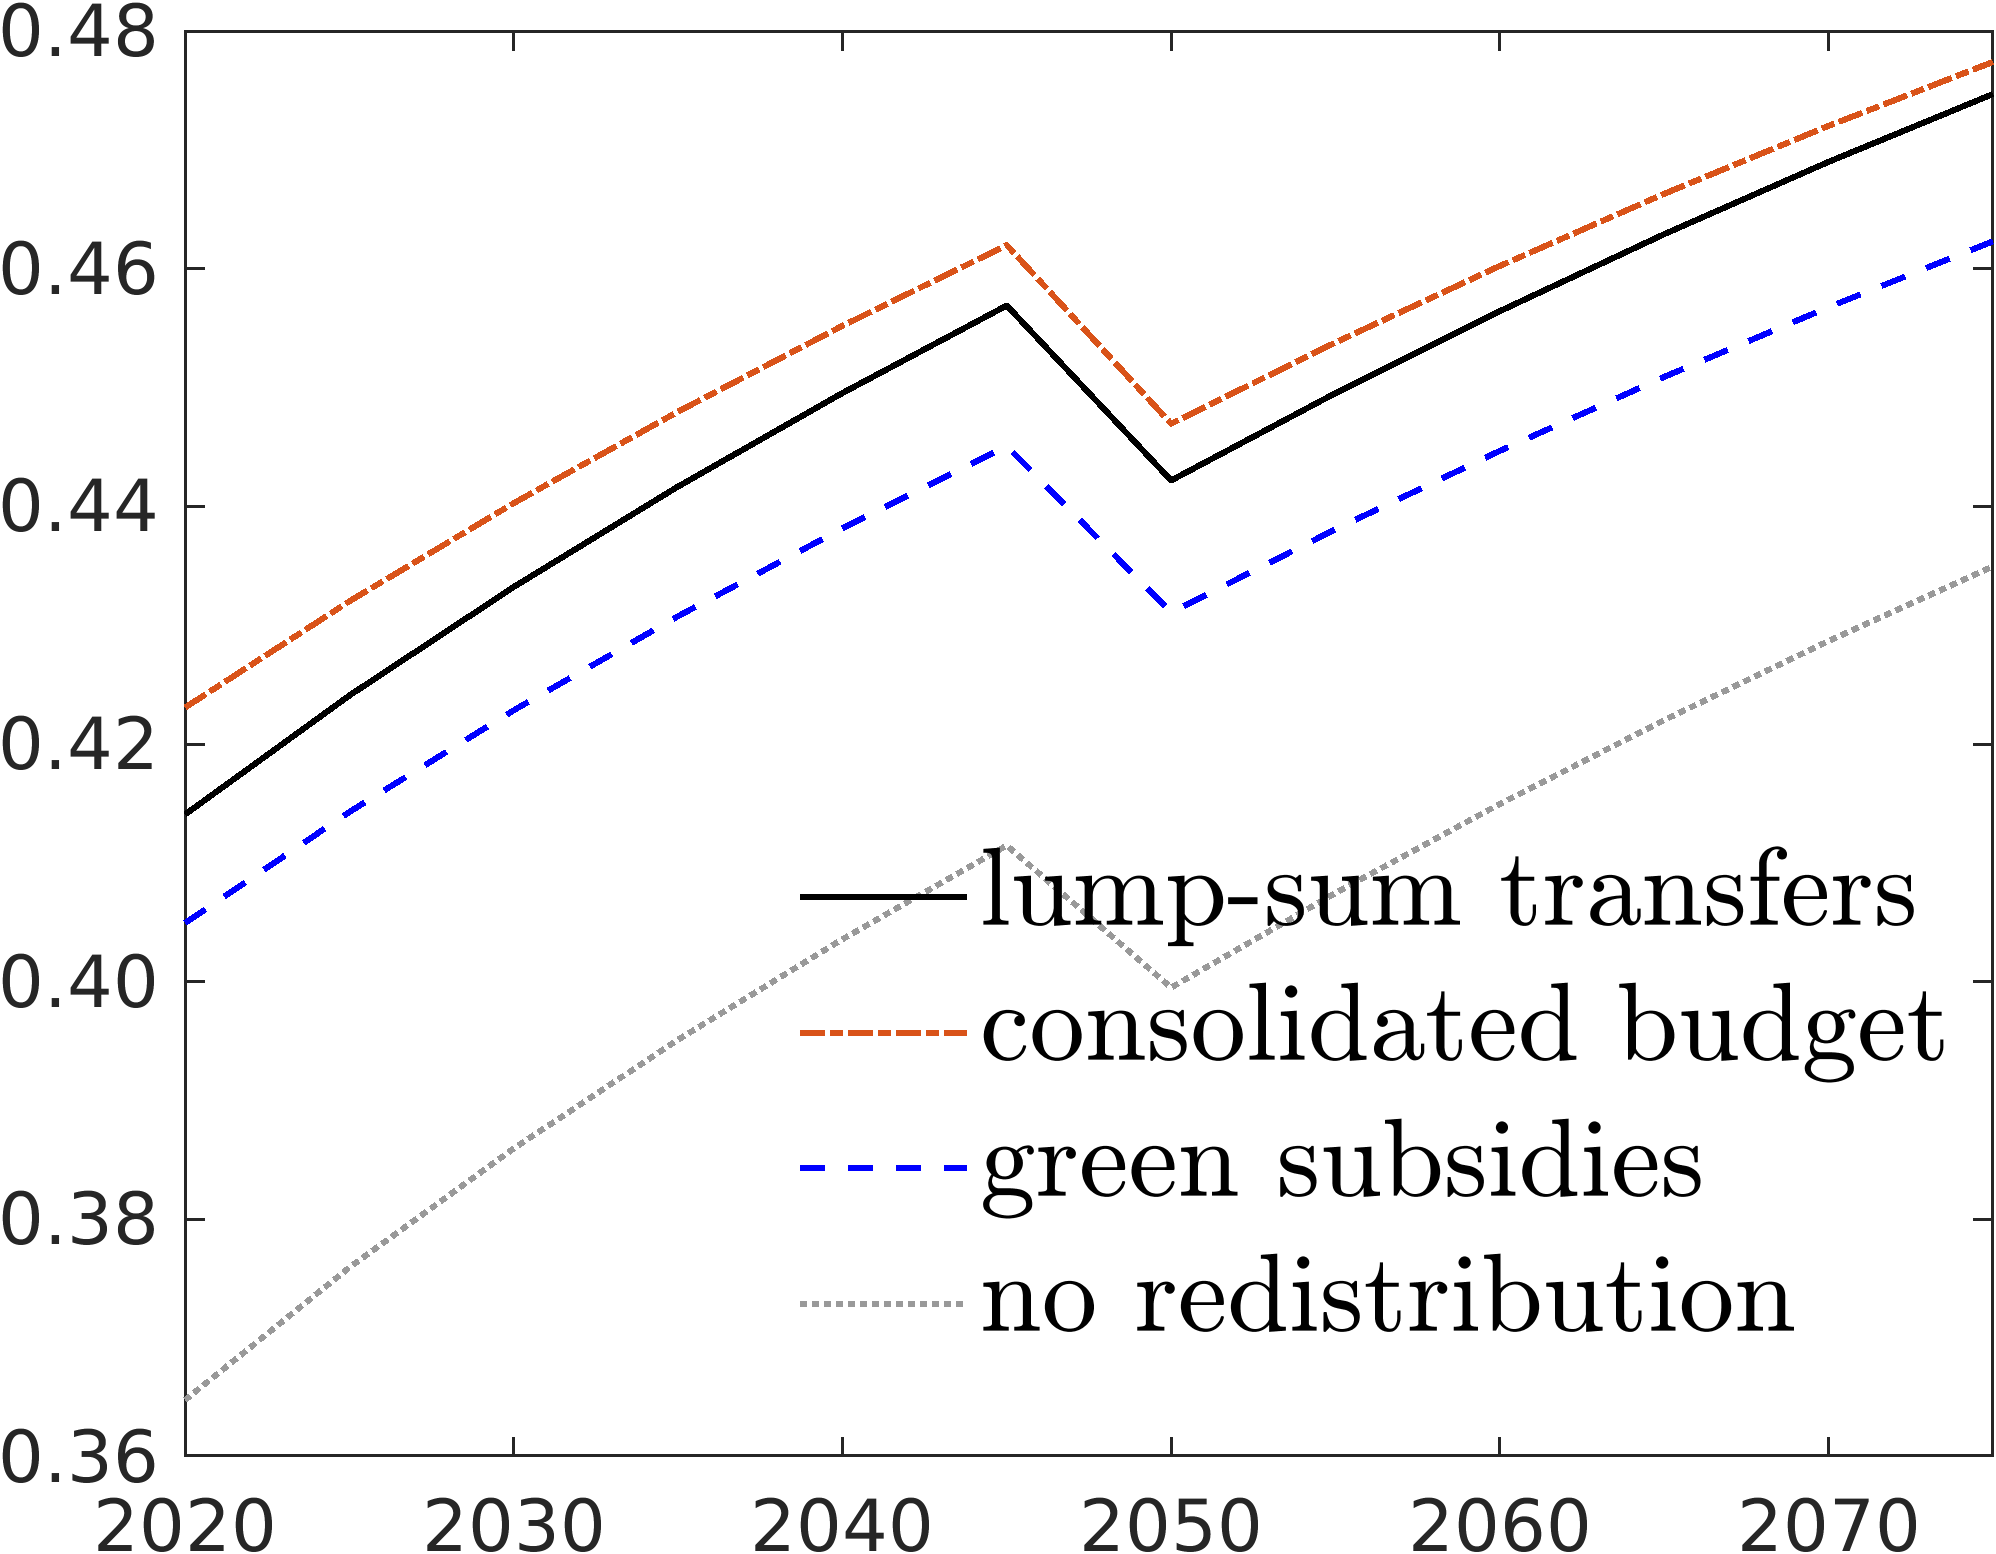 0.48
0.46
0.44
0.42
0.40
0.38
0.36
lump-sum transfers
consolidated budget
green subsidies
no redistribution
2020 2030 2040 2050 2060 2070